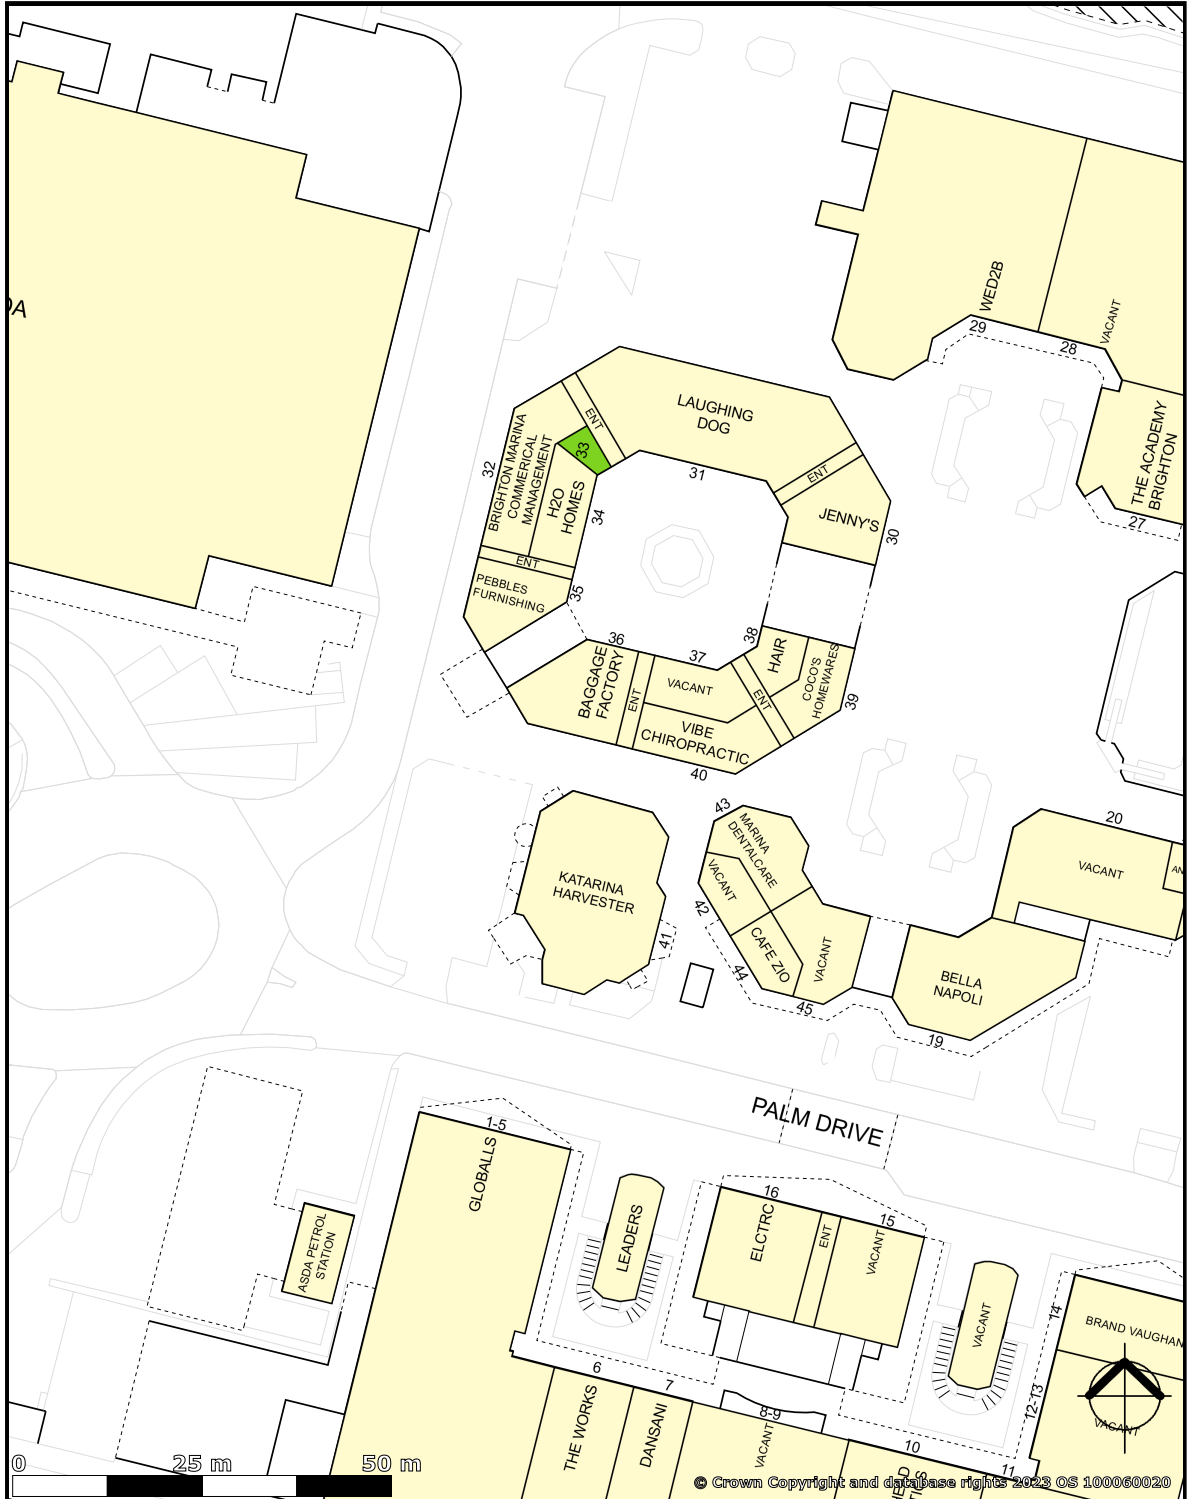 DA
WED2B
VACANT
29
28
LAUGHING
DOG
ENT
33
31
32
BRIGHTON MARINA
COMMERICAL
MANAGEMENT
H2O
HOMES
34
ENT
JENNY'S
30
THE ACADEMY
BRIGHTON
27
ENT
PEBBLES
FURNISHING
35
36
37
38
HAIR
COCO'S
HOMEWARES
39
BAGGAGE
FACTORY
ENT
VACANT
ENT
VIBE
CHIROPRACTIC
40
43
MARINA
DENTALCARE
VACANT
42
CAFE ZIO
44
VACANT
45
KATARINA
HARVESTER
41
20
VACANT
AN
BELLA
NAPOLI
19
PALM DRIVE
1-5
GLOBALLS
LEADERS
16
ELCTRC
ENT
15
VACANT
ASDA PETROL
STATION
VACANT
14
BRAND VAUGHAN
12-13
VACANT
6
7
8-9
10
11
THE WORKS
DANSANI
VACANT
0
25 m
50 m
© Crown Copyright and database rights 2023 OS 100060020